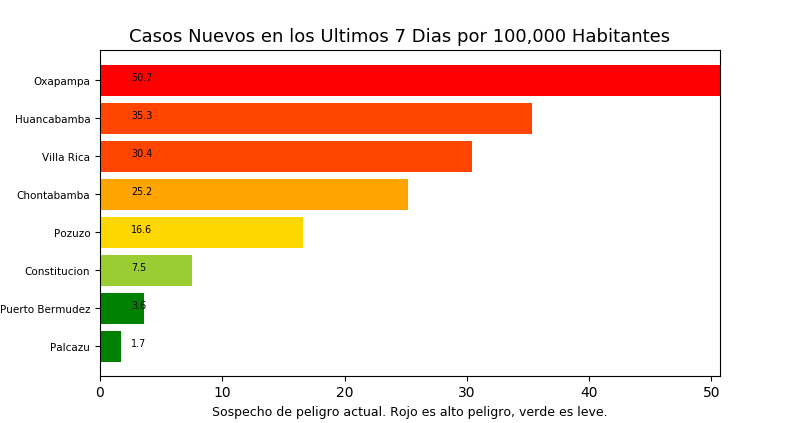 Casos Nuevos en los Ultimos 7 Dias por 100,000 Habitantes
Oxapampa 50.7
Huancabamba 35.3
Villa Rica 30.4
Chontabamba 25.2
Pozuzo 16.6
Constitucion 7.5
Puerto Bermudez 3.6
Palcazu 1.7
0 10 20 30 40 50
Sospecho de peligro actual. Rojo es alto peligro, verde es leve.